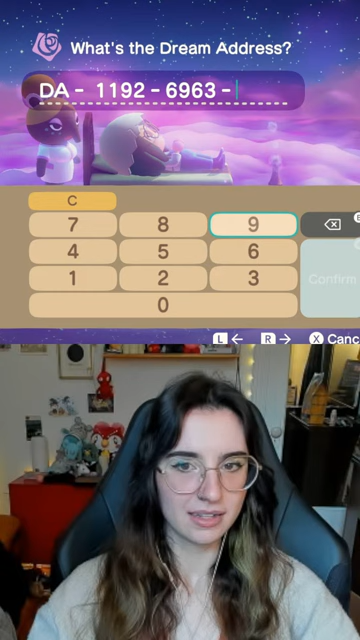 What's the Dream Address?
DA - 1192 - 6963 -
C
7 8 9
4 5 6
1 2 3 Confirm
0
L ← R → X Canc